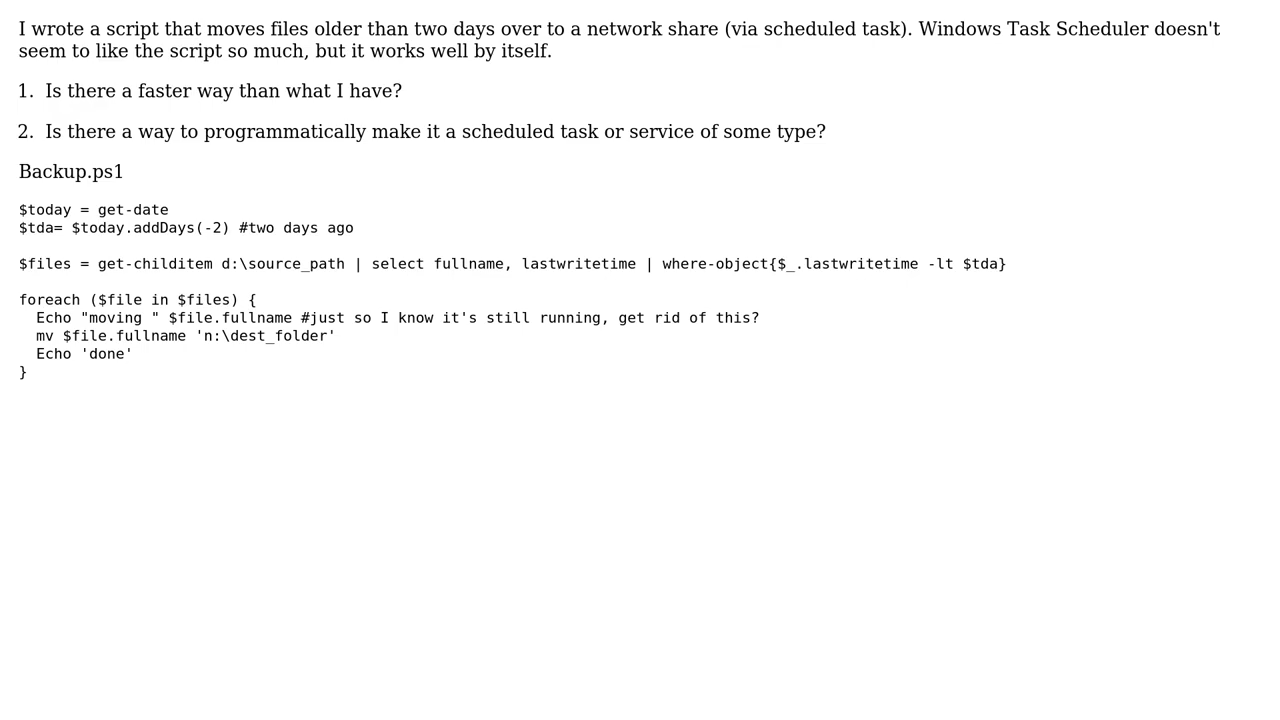 I wrote a script that moves files older than two days over to a network share (via scheduled task). Windows Task Scheduler doesn't
seem to like the script so much, but it works well by itself.
1. Is there a faster way than what I have?
2. Is there a way to programmatically make it a scheduled task or service of some type?
Backup.ps1
$today = get-date
$tda= $today.addDays(-2) #two days ago
$files = get-childitem d:\source_path | select fullname, lastwritetime | where-object{$_.lastwritetime -lt $tda}
foreach ($file in $files) {
  Echo "moving " $file.fullname #just so I know it's still running, get rid of this?
  mv $file.fullname 'n:\dest_folder'
  Echo 'done'
}